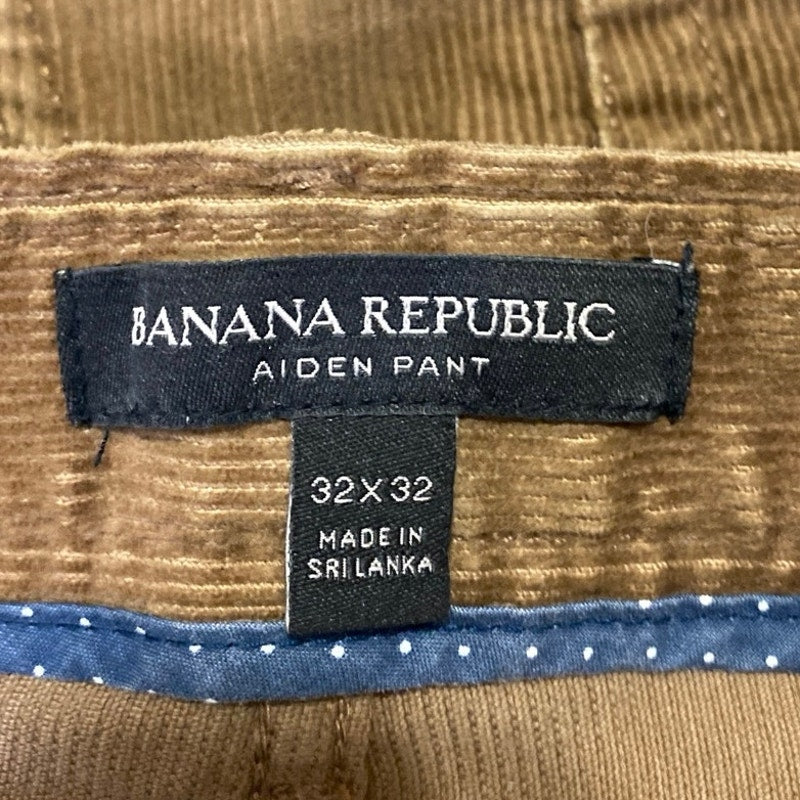 BANANA REPUBLIC
AIDEN PANT
32X32
MADE IN
SRI LANKA